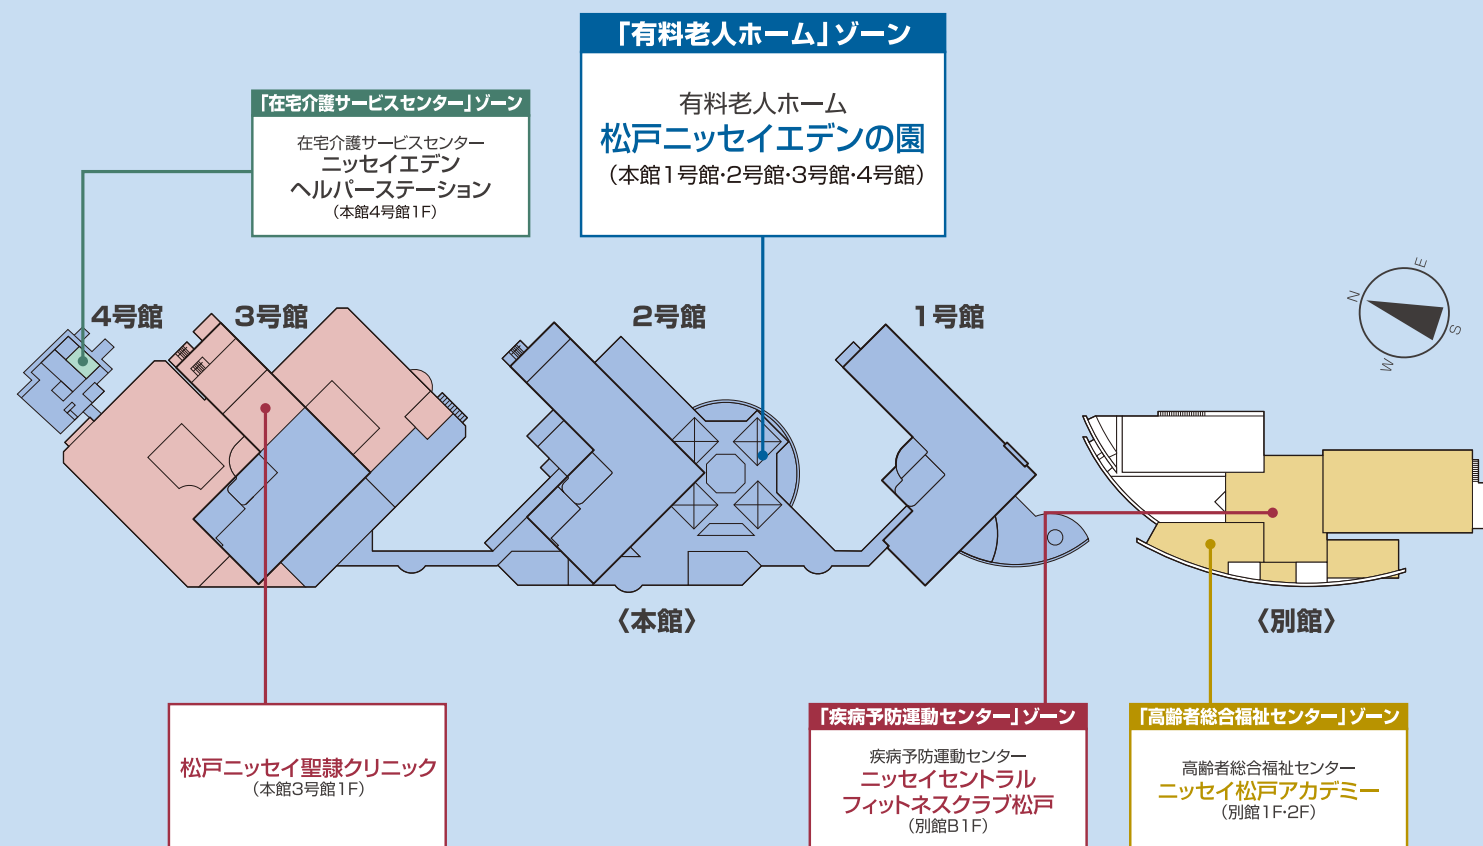 「有料老人ホーム」ゾーン
有料老人ホーム
松戸ニッセイエデンの園
（本館1号館・2号館・3号館・4号館）
「在宅介護サービスセンター」ゾーン
在宅介護サービスセンター
ニッセイエデン
ヘルパーステーション
（本館4号館1F）
4号館
3号館
2号館
1号館
N
E
S
W
〈本館〉
〈別館〉
松戸ニッセイ聖隷クリニック
（本館3号館1F）
「疾病予防運動センター」ゾーン
疾病予防運動センター
ニッセイセントラル
フィットネスクラブ松戸
（別館B1F）
「高齢者総合福祉センター」ゾーン
高齢者総合福祉センター
ニッセイ松戸アカデミー
（別館1F・2F）